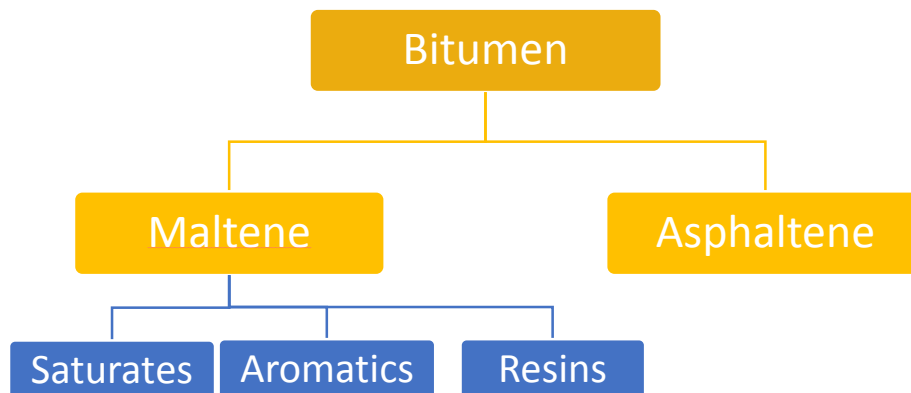 Bitumen
Maltene
Asphaltene
Saturates
Aromatics
Resins